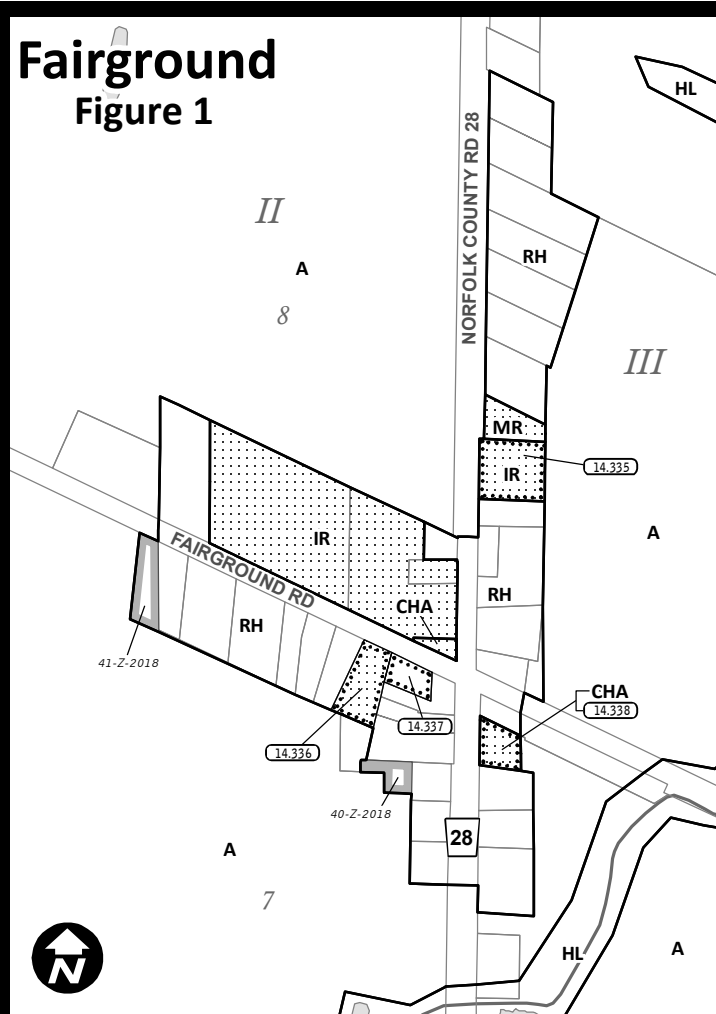 Fairground
Figure 1
HL
NORFOLK COUNTY RD 28
II
A
RH
8
III
MR
14.335
IR
A
IR
FAIRGROUND RD
CHA
RH
RH
41-Z-2018
CHA
14.338
14.337
14.336
40-Z-2018
28
A
7
HL
A
N